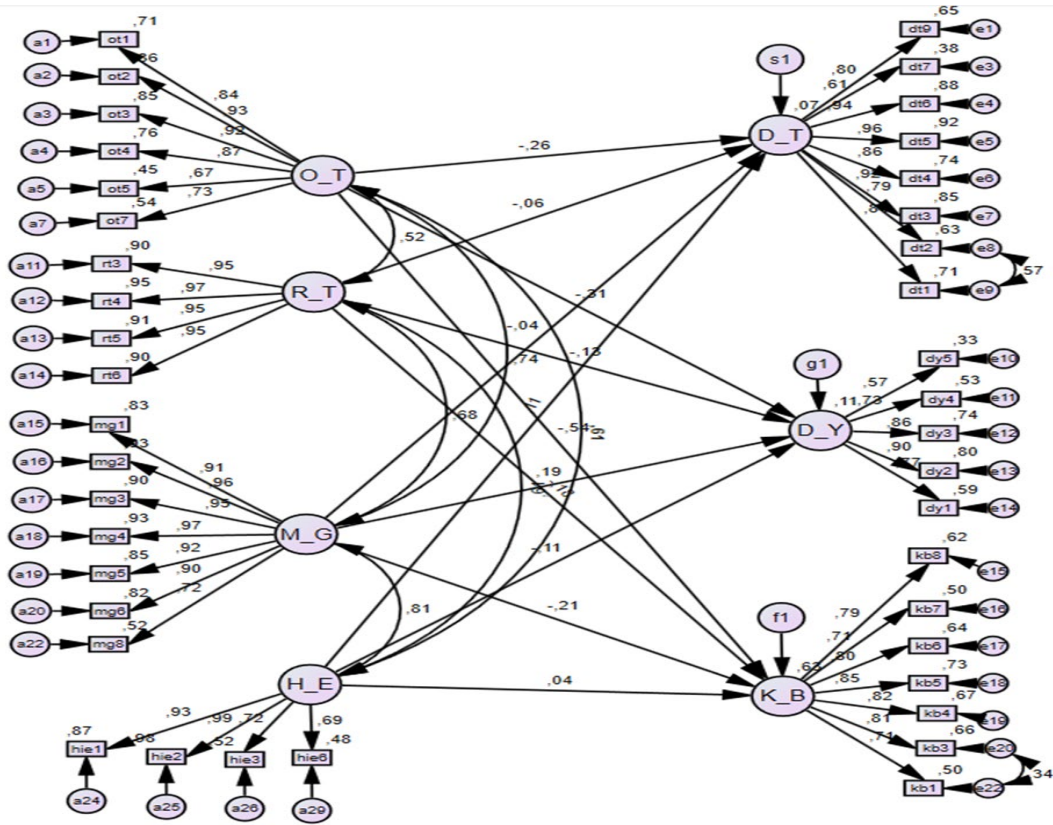 ,71
a1 ot1
a2 ot2
,85
a3 ot3
,76
a4 ot4
,45
a5 ot5
,54
a7 ot7
,84
,93
,92
,87
,67
,73
O_T
,90
a11 rt3
,95
a12 rt4
,91
a13 rt5
,90
a14 rt6
,95
,97
,95
,95
R_T
,83
a15 mg1
a16 mg2
,90
a17 mg3
,93
a18 mg4
,85
a19 mg5
,82
a20 mg6
,52
a22 mg8
,91
,96
,95
,97
,92
,90
,72
M_G
H_E
,93
,99
,72
,69
,87
,52
,48
hie1 hie2 hie3 hie6
a24 a25 a26 a29
-,26
-,06
,52
-,31
-,04
,74
-,13
,68
-,54
,19
-,11
,81
-,21
,04
s1
D_T
,07
,80
,61
,94
,96
,86
,92
,79
,65
dt9 e1
,38
dt7 e3
,88
dt6 e4
,92
dt5 e5
,74
dt4 e6
,85
dt3 e7
,63
dt2 e8
,71
dt1 e9
,57
g1
D_Y
,11
,57
,73
,86
,90
,77
,33
dy5 e10
,53
dy4 e11
,74
dy3 e12
,80
dy2 e13
,59
dy1 e14
f1
K_B
,63
,79
,71
,80
,85
,82
,81
,71
,62
kb8 e15
,50
kb7 e16
,64
kb6 e17
,73
kb5 e18
,67
kb4 e19
,66
kb3 e20
,50
kb1 e22
,34